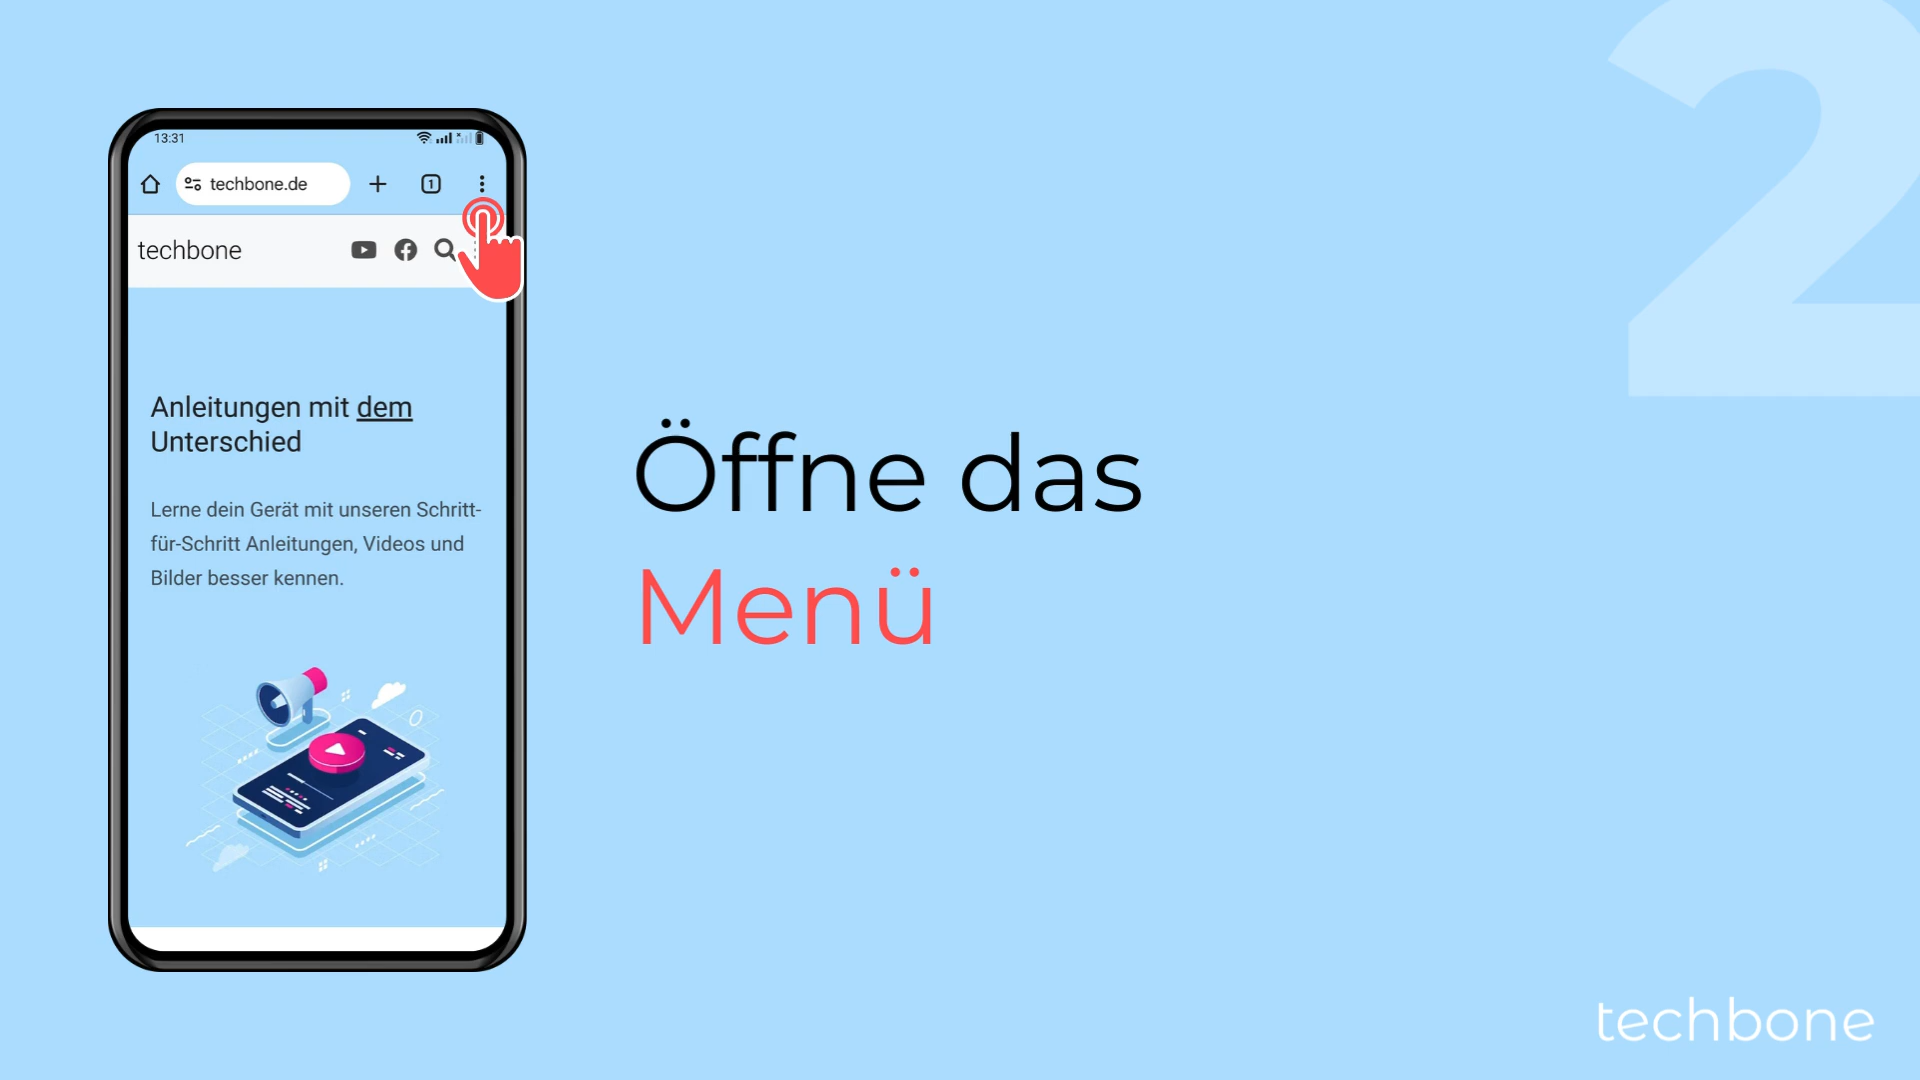 2
13:31
techbone.de
1
techbone
Anleitungen mit dem
Unterschied
Lerne dein Gerät mit unseren Schritt-
für-Schritt Anleitungen, Videos und
Bilder besser kennen.
Öffne das
Menü
techbone